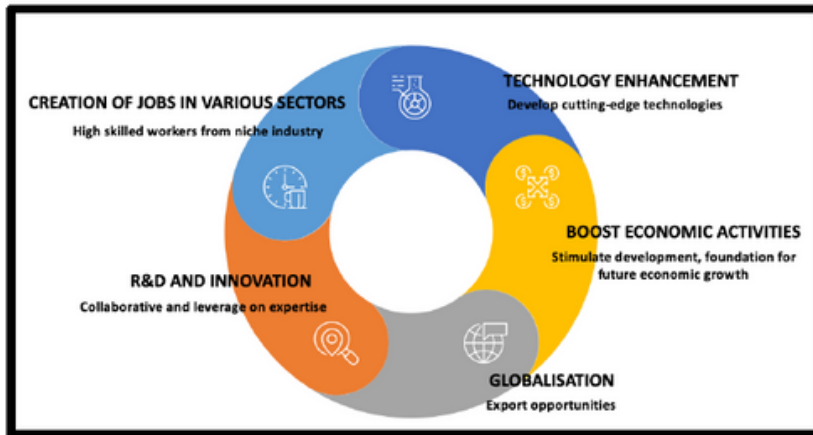 TECHNOLOGY ENHANCEMENT
Develop cutting-edge technologies
CREATION OF JOBS IN VARIOUS SECTORS
High skilled workers from niche industry
BOOST ECONOMIC ACTIVITIES
Stimulate development, foundation for
future economic growth
R&D AND INNOVATION
Collaborative and leverage on expertise
GLOBALISATION
Export opportunities